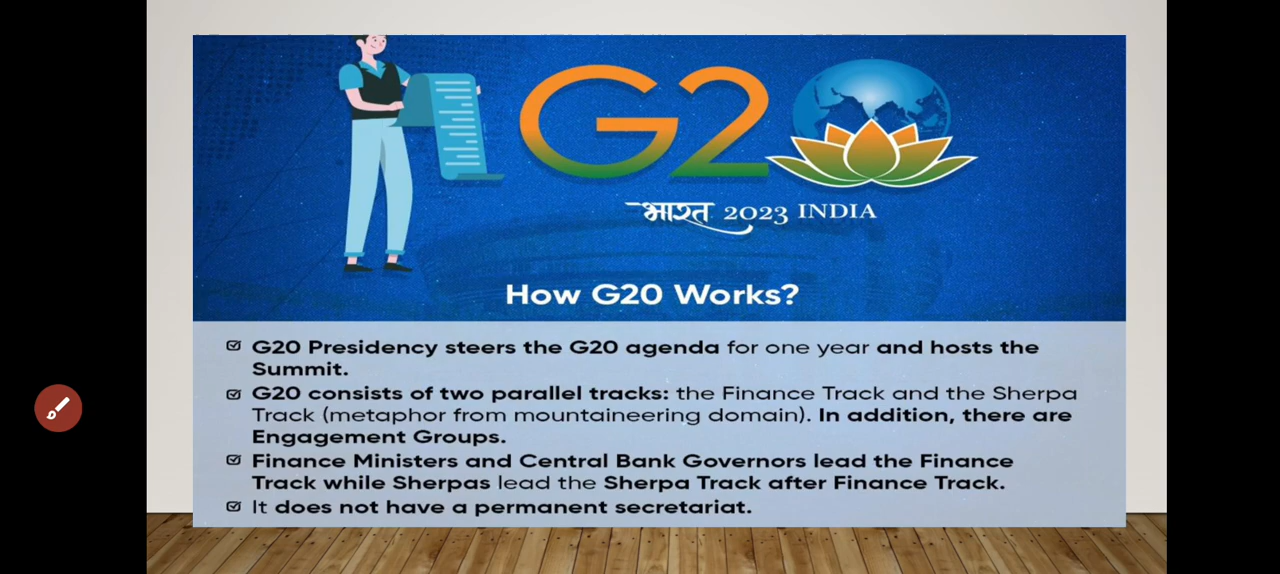 G20
भारत 2023 INDIA
How G20 Works?
G20 Presidency steers the G20 agenda for one year and hosts the
Summit.
G20 consists of two parallel tracks: the Finance Track and the Sherpa
Track (metaphor from mountaineering domain). In addition, there are
Engagement Groups.
Finance Ministers and Central Bank Governors lead the Finance
Track while Sherpas lead the Sherpa Track after Finance Track.
It does not have a permanent secretariat.